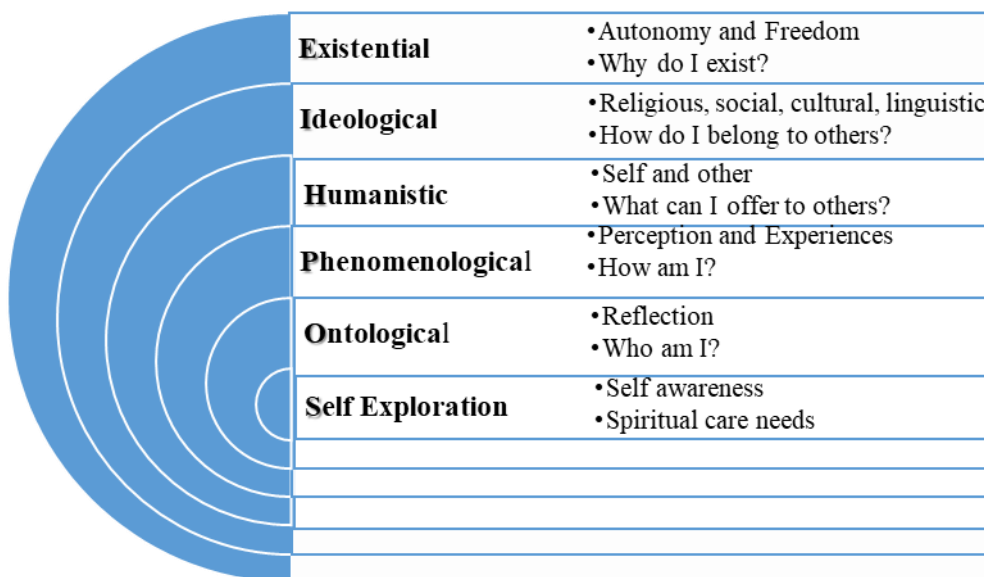 Existential
•Autonomy and Freedom
•Why do I exist?
Ideological
•Religious, social, cultural, linguistic
•How do I belong to others?
Humanistic
•Self and other
•What can I offer to others?
Phenomenological
•Perception and Experiences
•How am I?
Ontological
•Reflection
•Who am I?
Self Exploration
•Self awareness
•Spiritual care needs